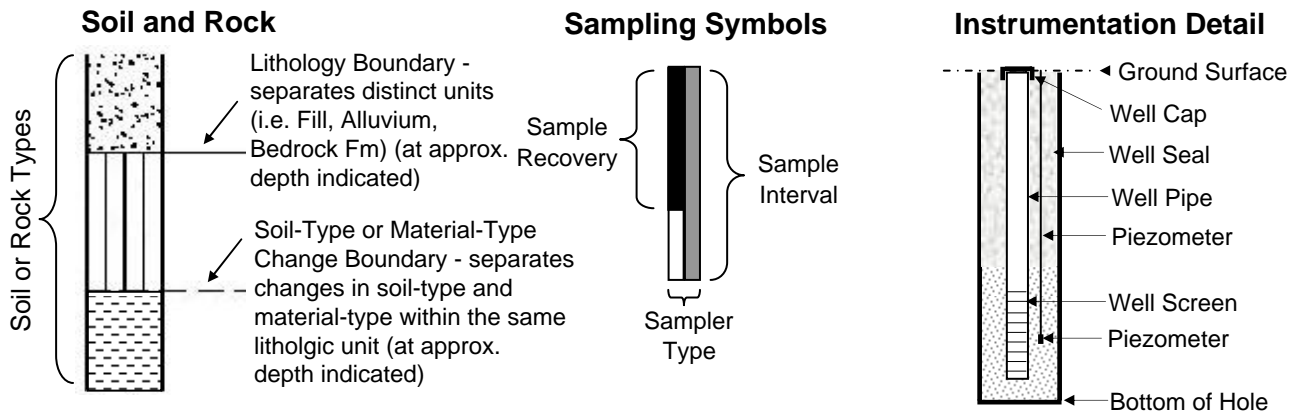 Soil and Rock
Soil or Rock Types
Lithology Boundary -
separates distinct units
(i.e. Fill, Alluvium,
Bedrock Fm) (at approx.
depth indicated)
Soil-Type or Material-Type
Change Boundary - separates
changes in soil-type and
material-type within the same
litholgic unit (at approx.
depth indicated)
Sampling Symbols
Sample
Recovery
Sample
Interval
Sampler
Type
Instrumentation Detail
Ground Surface
Well Cap
Well Seal
Well Pipe
Piezometer
Well Screen
Piezometer
Bottom of Hole